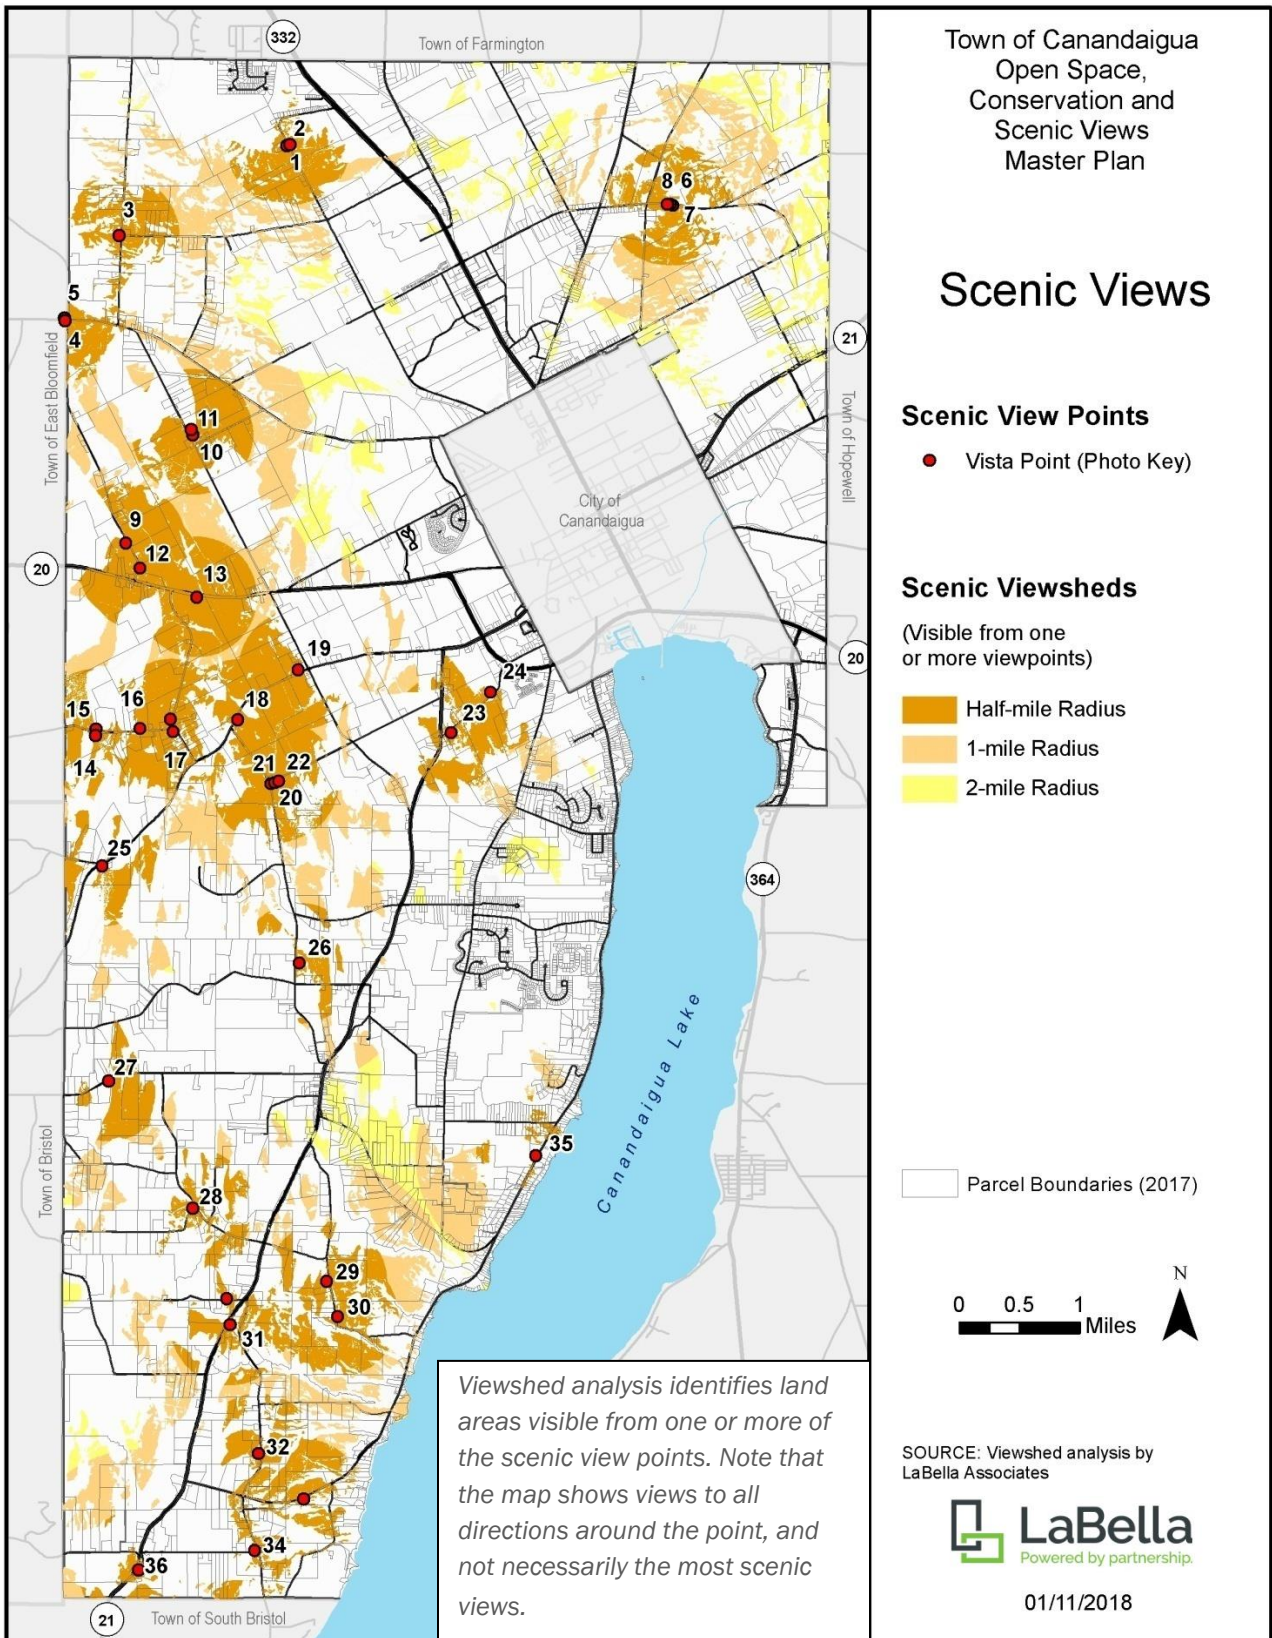 332
Town of Farmington
2
1
3
8 6
7
5
4
21
Town of East Bloomfield
Town of Hopewell
11
10
City of
Canandaigua
9
12
20
13
19
20
24
15
16
18
23
17
14
21
22
20
25
364
26
Canandaigua Lake
27
35
Town of Bristol
28
29
30
31
32
34
36
21
Town of South Bristol
Viewshed analysis identifies land
areas visible from one or more of
the scenic view points. Note that
the map shows views to all
directions around the point, and
not necessarily the most scenic
views.
Town of Canandaigua
Open Space,
Conservation and
Scenic Views
Master Plan
Scenic Views
Scenic View Points
Vista Point (Photo Key)
Scenic Viewsheds
(Visible from one
or more viewpoints)
Half-mile Radius
1-mile Radius
2-mile Radius
Parcel Boundaries (2017)
N
0 0.5 1
Miles
SOURCE: Viewshed analysis by
LaBella Associates
LaBella
Powered by partnership.
01/11/2018